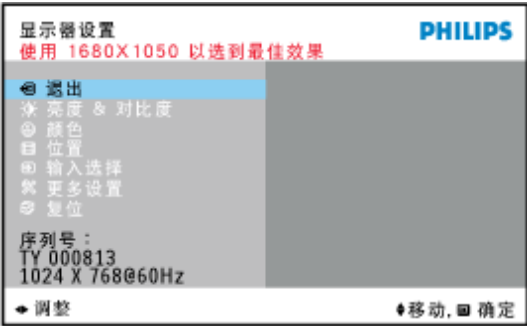 显示器设置
PHILIPS
使用 1680X1050 以选到最佳效果
退出
亮度 & 对比度
颜色
位置
输入选择
更多设置
复位
序列号：
TY 000813
1024 X 768@60Hz
调整
移动, 确定